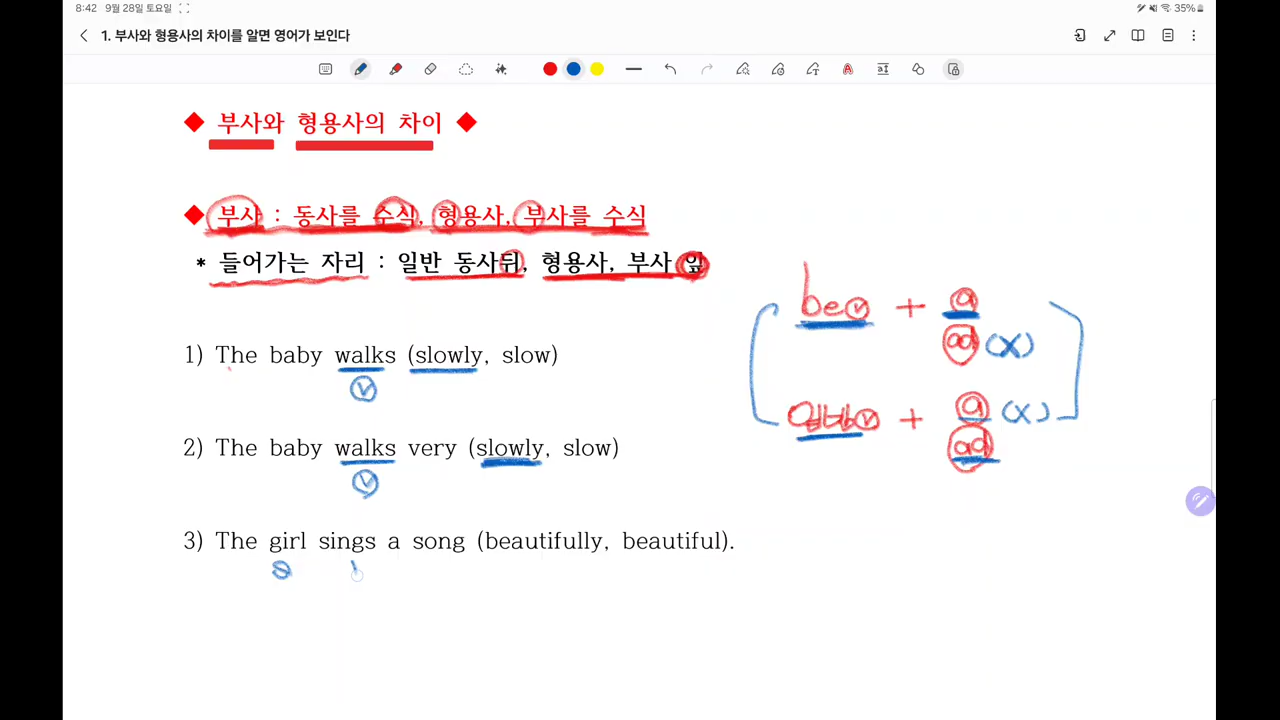 8:42 9월 28일 토요일 35%
1. 부사와 형용사의 차이를 알면 영어가 보인다
◆ 부사와 형용사의 차이 ◆
◆ 부사 : 동사를 수식, 형용사, 부사를 수식
* 들어가는 자리 : 일반 동사뒤, 형용사, 부사 앞
be v + a
ad (x)
1) The baby walks (slowly, slow)
v
일반 v + a (x)
ad
2) The baby walks very (slowly, slow)
v
3) The girl sings a song (beautifully, beautiful).
s